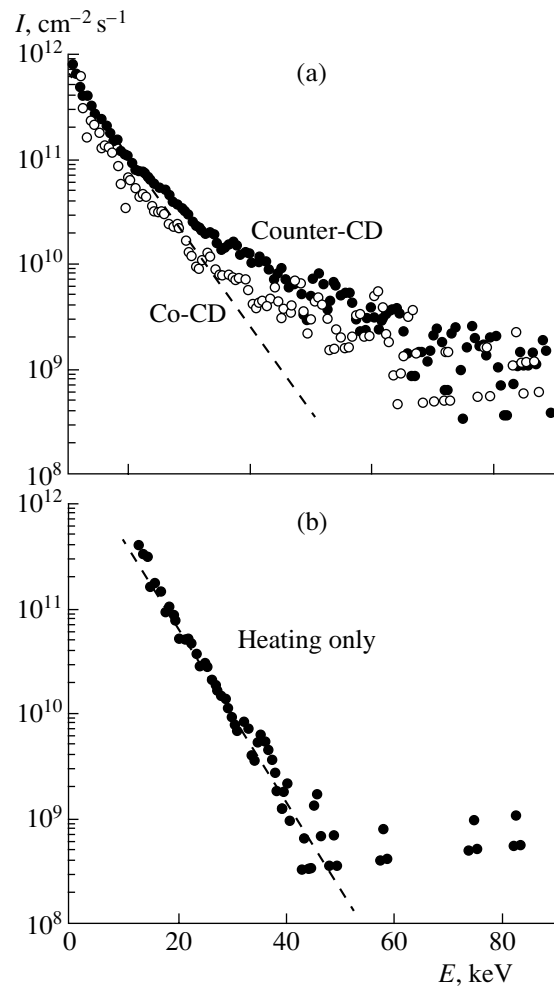 I, cm⁻² s⁻¹
10¹²
(a)
10¹¹
Counter-CD
10¹⁰
Co-CD
10⁹
10⁸
10¹²
(b)
10¹¹
Heating only
10¹⁰
10⁹
10⁸
0 20 40 60 80
E, keV